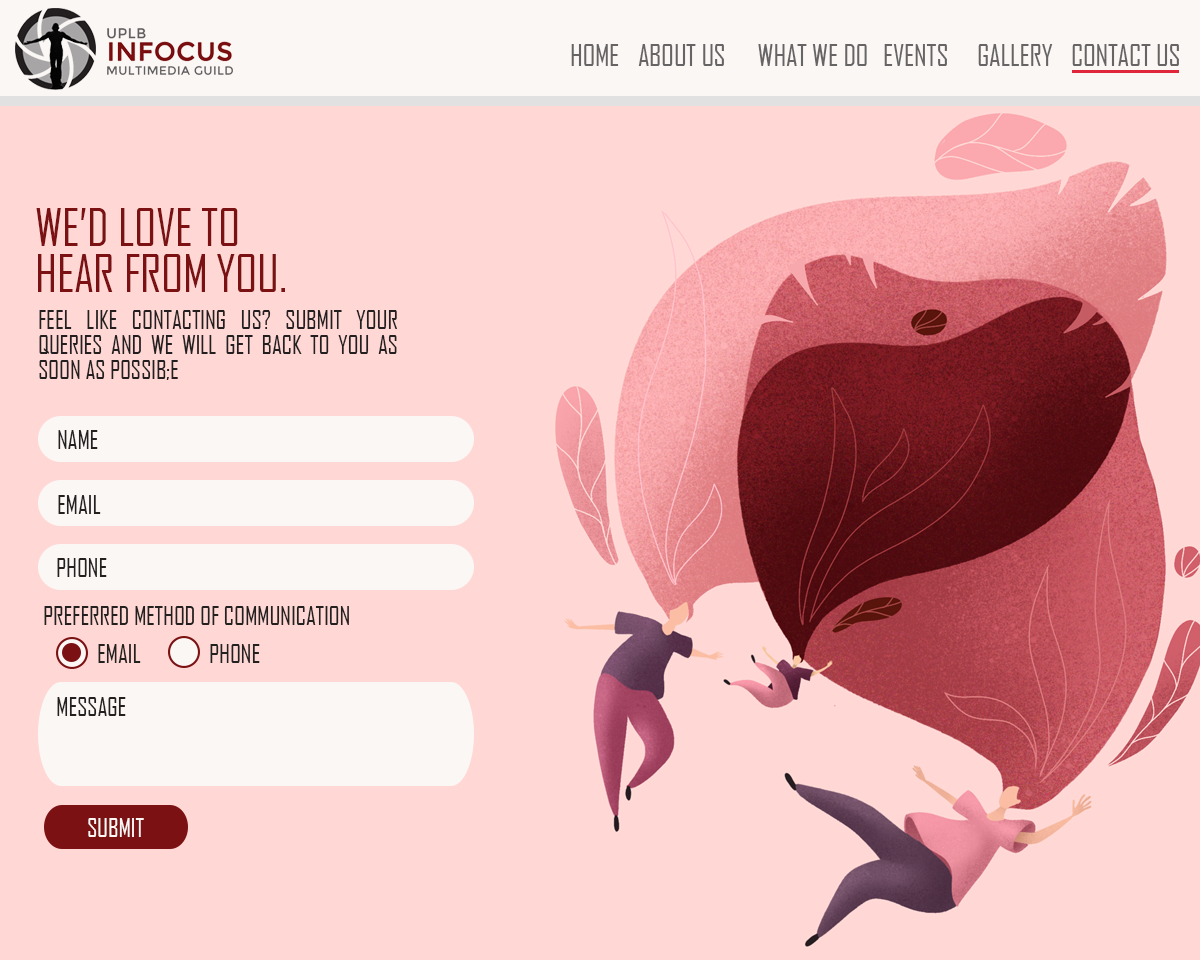 UPLB
INFOCUS
MULTIMEDIA GUILD
HOME ABOUT US WHAT WE DO EVENTS GALLERY CONTACT US
WE'D LOVE TO
HEAR FROM YOU.
FEEL LIKE CONTACTING US? SUBMIT YOUR
QUERIES AND WE WILL GET BACK TO YOU AS
SOON AS POSSIB;E
NAME
EMAIL
PHONE
PREFERRED METHOD OF COMMUNICATION
EMAIL PHONE
MESSAGE
SUBMIT